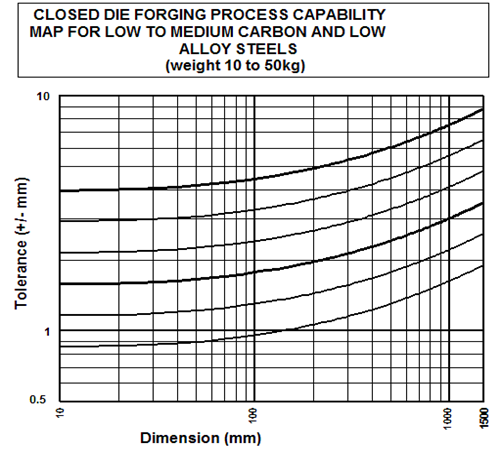 CLOSED DIE FORGING PROCESS CAPABILITY
MAP FOR LOW TO MEDIUM CARBON AND LOW
ALLOY STEELS
(weight 10 to 50kg)
10
Tolerance (+/- mm)
1
0.5
10
100
1000
1500
Dimension (mm)